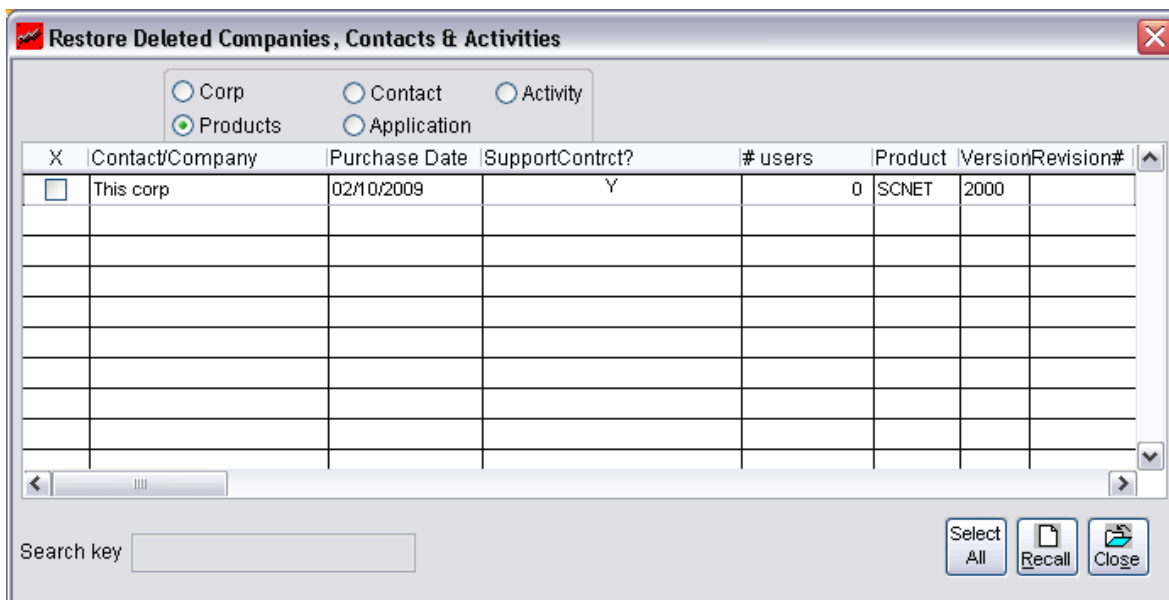 Restore Deleted Companies, Contacts & Activities
Corp Contact Activity
Products Application
X Contact/Company Purchase Date SupportContrct? # users Product Version Revision#
This corp 02/10/2009 Y 0 SCNET 2000
Search key Select All Recall Close